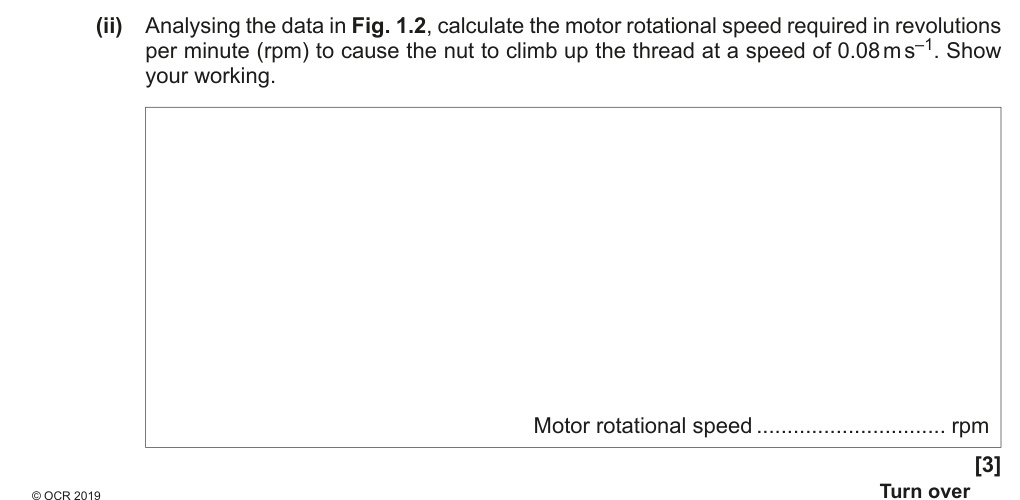 (ii) Analysing the data in Fig. 1.2, calculate the motor rotational speed required in revolutions
per minute (rpm) to cause the nut to climb up the thread at a speed of 0.08 m s⁻¹. Show
your working.
Motor rotational speed ............................... rpm
[3]
© OCR 2019
Turn over